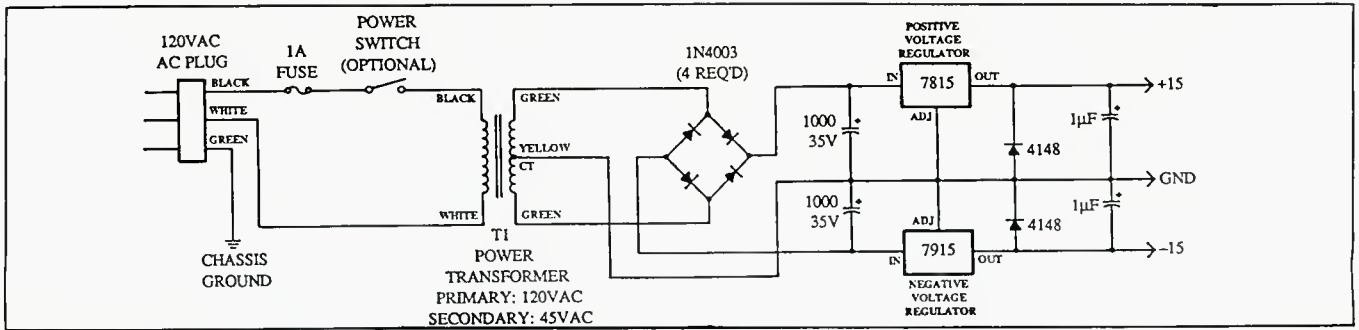 120VAC
AC PLUG
1A
FUSE
POWER
SWITCH
(OPTIONAL)
BLACK
WHITE
GREEN
CHASSIS
GROUND
BLACK
WHITE
GREEN
YELLOW
CT
GREEN
T1
POWER
TRANSFORMER
PRIMARY: 120VAC
SECONDARY: 45VAC
1N4003
(4 REQ'D)
1000
35V
+
1000
35V
+
POSITIVE
VOLTAGE
REGULATOR
IN
7815
OUT
ADJ
ADJ
IN
7915
OUT
NEGATIVE
VOLTAGE
REGULATOR
4148
4148
1µF
+
1µF
+
+15
GND
–15